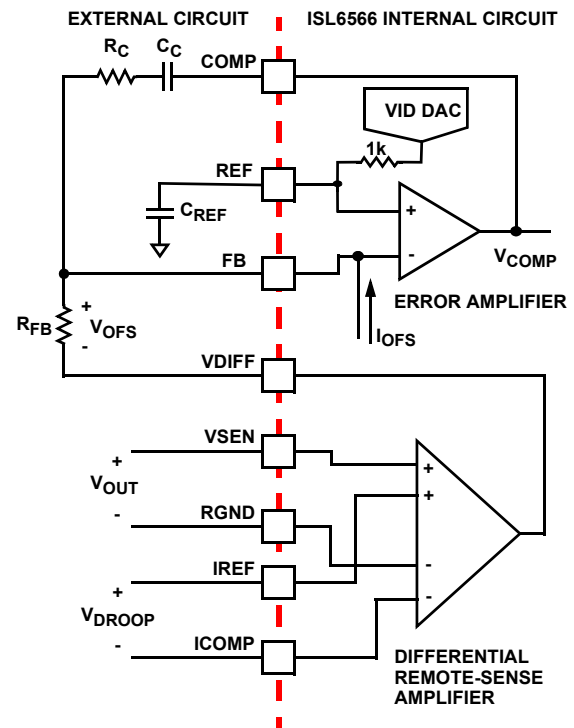 EXTERNAL CIRCUIT
ISL6566 INTERNAL CIRCUIT
RC
CC
COMP
VID DAC
1k
REF
CREF
+
-
VCOMP
FB
ERROR AMPLIFIER
IOFS
RFB
+
VOFS
-
VDIFF
VSEN
+
VOUT
-
RGND
IREF
+
VDROOP
-
ICOMP
+
+
-
-
DIFFERENTIAL
REMOTE-SENSE
AMPLIFIER